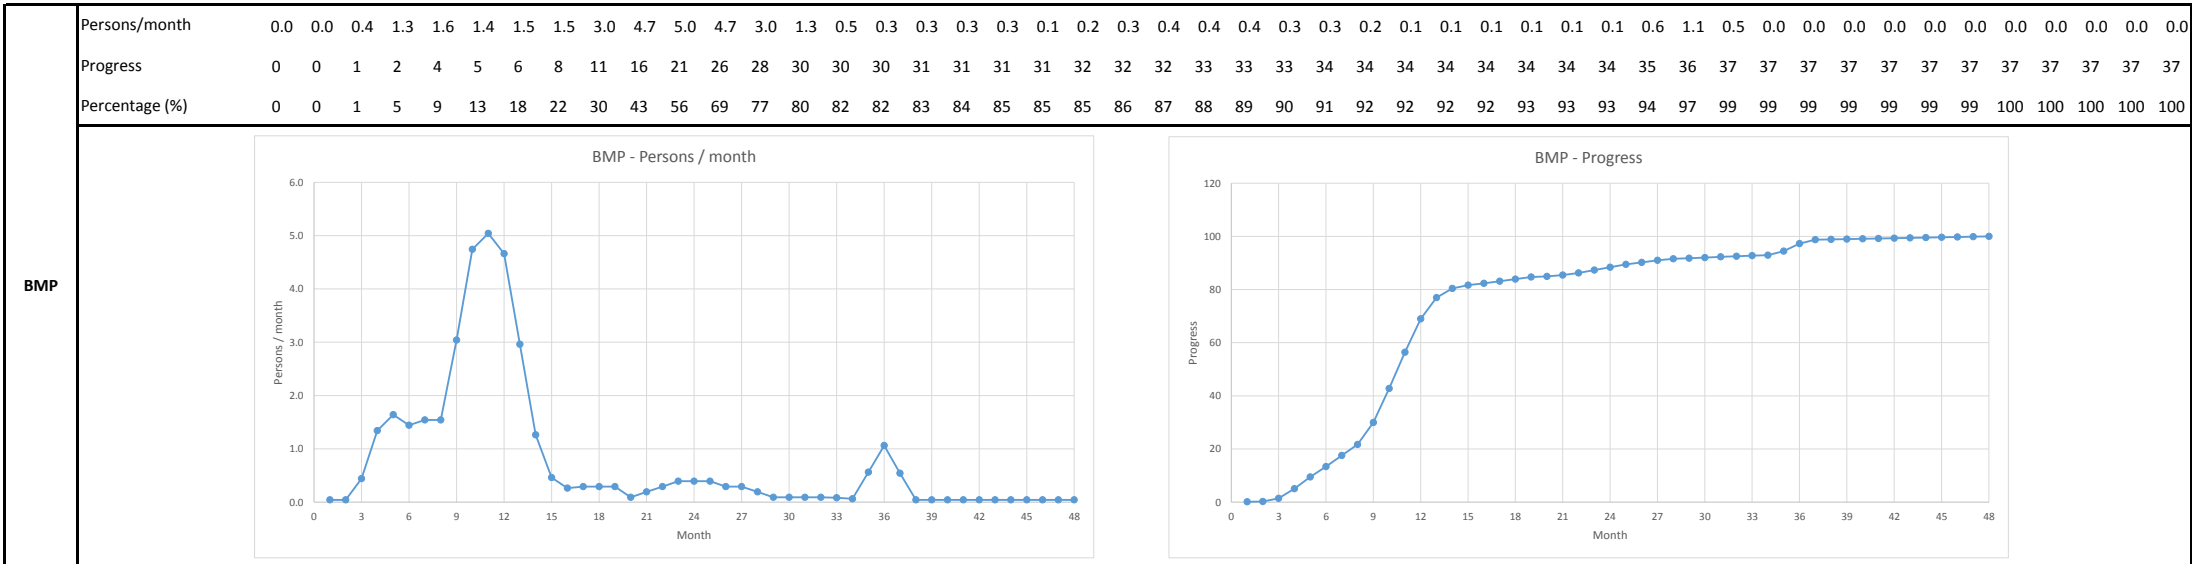 Persons/month 0.0 0.0 0.4 1.3 1.6 1.4 1.5 1.5 3.0 4.7 5.0 4.7 3.0 1.3 0.5 0.3 0.3 0.3 0.3 0.1 0.2 0.3 0.4 0.4 0.4 0.3 0.3 0.2 0.1 0.1 0.1 0.1 0.1 0.1 0.6 1.1 0.5 0.0 0.0 0.0 0.0 0.0 0.0 0.0 0.0 0.0 0.0 0.0
Progress 0 0 1 2 4 5 6 8 11 16 21 26 28 30 30 30 31 31 31 31 32 32 32 33 33 33 34 34 34 34 34 34 34 34 35 36 37 37 37 37 37 37 37 37 37 37 37 37
Percentage (%) 0 0 1 5 9 13 18 22 30 43 56 69 77 80 82 82 83 84 85 85 85 86 87 88 89 90 91 92 92 92 92 93 93 93 94 97 99 99 99 99 99 99 99 100 100 100 100 100
BMP
BMP - Persons / month
6.0
5.0
4.0
3.0
2.0
1.0
0.0
Persons / month
0 3 6 9 12 15 18 21 24 27 30 33 36 39 42 45 48
Month
BMP - Progress
120
100
80
60
40
20
0
Progress
0 3 6 9 12 15 18 21 24 27 30 33 36 39 42 45 48
Month